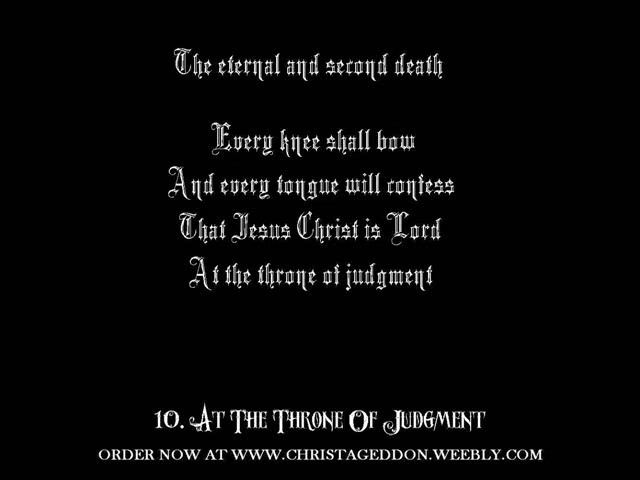 The eternal and second death
Every knee shall bow
And every tongue will confess
That Jesus Christ is Lord
At the throne of judgment
10. At The Throne Of Judgment
ORDER NOW AT WWW.CHRISTAGEDDON.WEEBLY.COM